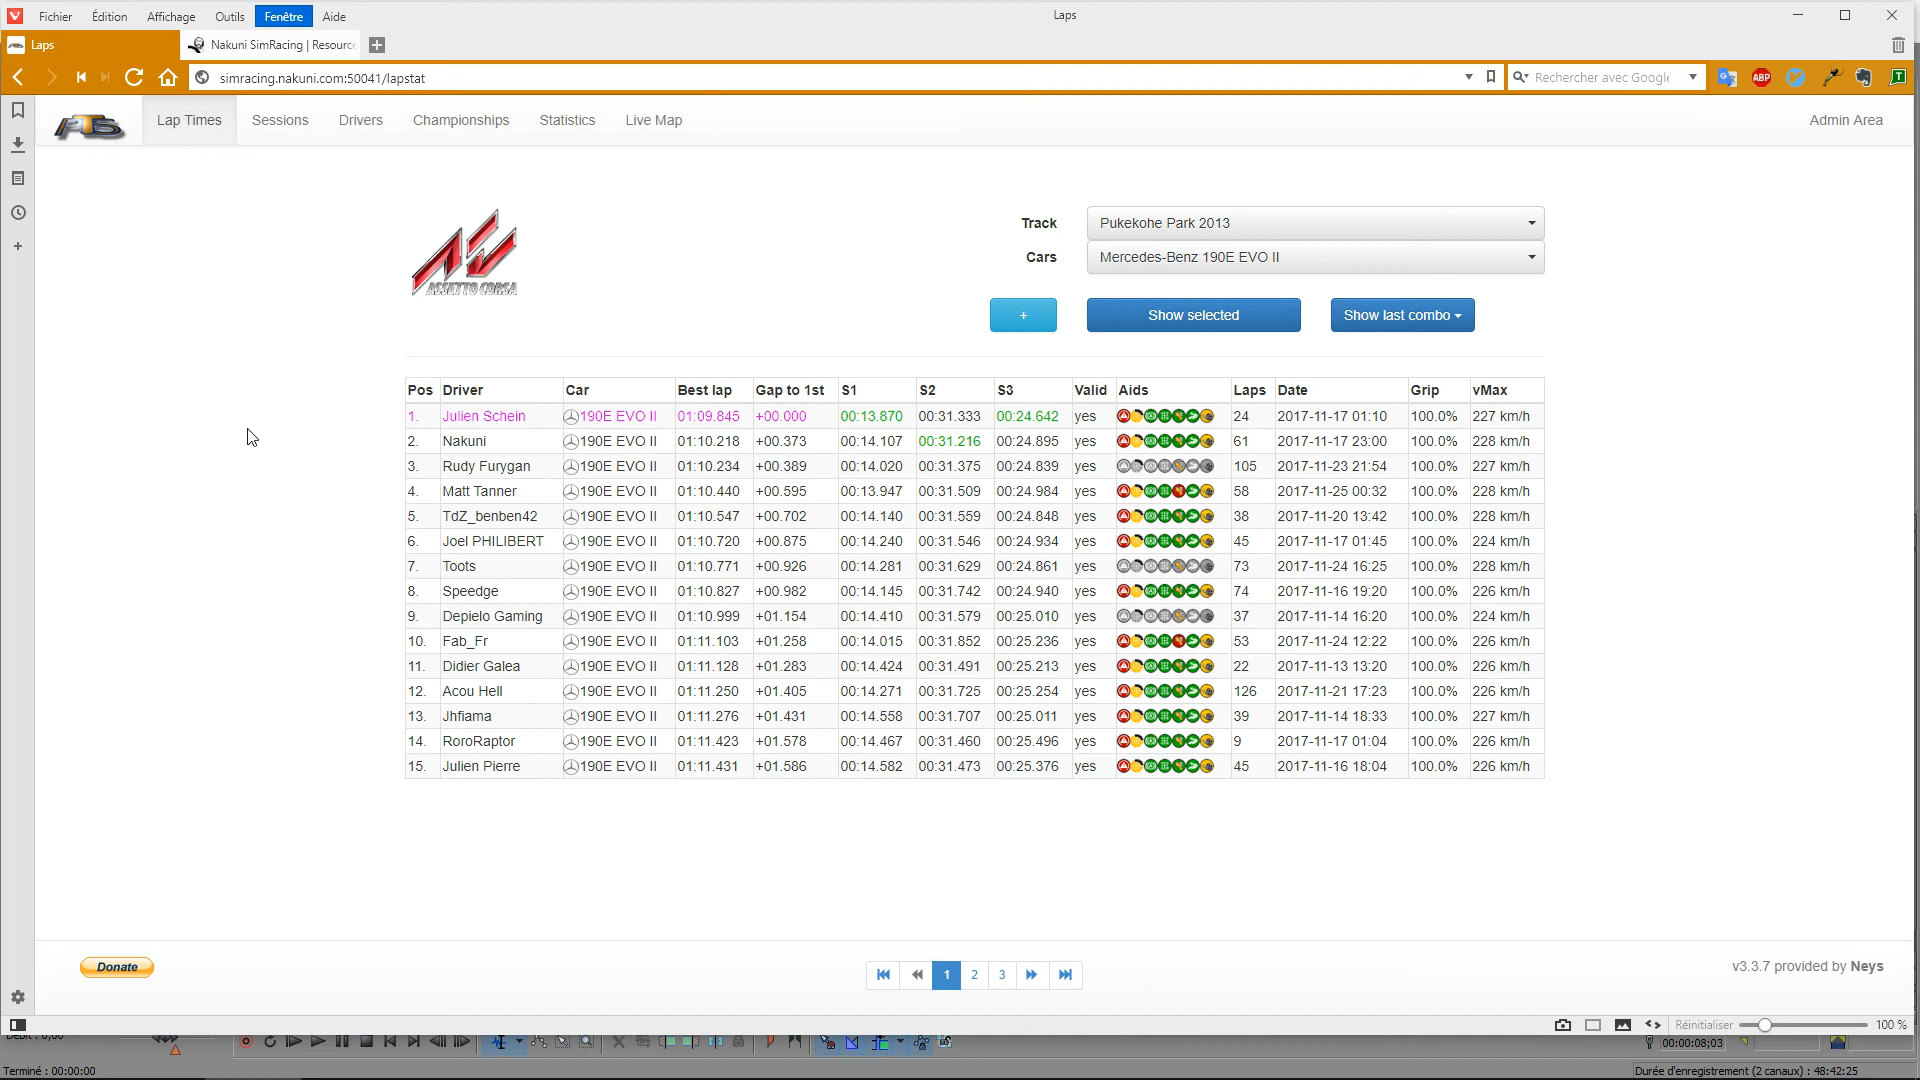 Fichier Édition Affichage Outils Fenêtre Aide Laps
Laps Nakuni SimRacing | Resource
simracing.nakuni.com:50041/lapstat Rechercher avec Google ABP
Lap Times Sessions Drivers Championships Statistics Live Map Admin Area
ASSETTO CORSA
Track Pukekohe Park 2013
Cars Mercedes-Benz 190E EVO II
+ Show selected Show last combo
Pos Driver Car Best lap Gap to 1st S1 S2 S3 Valid Aids Laps Date Grip vMax
1. Julien Schein 190E EVO II 01:09.845 +00.000 00:13.870 00:31.333 00:24.642 yes 24 2017-11-17 01:10 100.0% 227 km/h
2. Nakuni 190E EVO II 01:10.218 +00.373 00:14.107 00:31.216 00:24.895 yes 61 2017-11-17 23:00 100.0% 228 km/h
3. Rudy Furygan 190E EVO II 01:10.234 +00.389 00:14.020 00:31.375 00:24.839 yes 105 2017-11-23 21:54 100.0% 227 km/h
4. Matt Tanner 190E EVO II 01:10.440 +00.595 00:13.947 00:31.509 00:24.984 yes 58 2017-11-25 00:32 100.0% 228 km/h
5. TdZ_benben42 190E EVO II 01:10.547 +00.702 00:14.140 00:31.559 00:24.848 yes 38 2017-11-20 13:42 100.0% 228 km/h
6. Joel PHILIBERT 190E EVO II 01:10.720 +00.875 00:14.240 00:31.546 00:24.934 yes 45 2017-11-17 01:45 100.0% 224 km/h
7. Toots 190E EVO II 01:10.771 +00.926 00:14.281 00:31.629 00:24.861 yes 73 2017-11-24 16:25 100.0% 228 km/h
8. Speedge 190E EVO II 01:10.827 +00.982 00:14.145 00:31.742 00:24.940 yes 74 2017-11-16 19:20 100.0% 226 km/h
9. Depielo Gaming 190E EVO II 01:10.999 +01.154 00:14.410 00:31.579 00:25.010 yes 37 2017-11-14 16:20 100.0% 224 km/h
10. Fab_Fr 190E EVO II 01:11.103 +01.258 00:14.015 00:31.852 00:25.236 yes 53 2017-11-24 12:22 100.0% 226 km/h
11. Didier Galea 190E EVO II 01:11.128 +01.283 00:14.424 00:31.491 00:25.213 yes 22 2017-11-13 13:20 100.0% 226 km/h
12. Acou Hell 190E EVO II 01:11.250 +01.405 00:14.271 00:31.725 00:25.254 yes 126 2017-11-21 17:23 100.0% 226 km/h
13. Jhfiama 190E EVO II 01:11.276 +01.431 00:14.558 00:31.707 00:25.011 yes 39 2017-11-14 18:33 100.0% 227 km/h
14. RoroRaptor 190E EVO II 01:11.423 +01.578 00:14.467 00:31.460 00:25.496 yes 9 2017-11-17 01:04 100.0% 226 km/h
15. Julien Pierre 190E EVO II 01:11.431 +01.586 00:14.582 00:31.473 00:25.376 yes 45 2017-11-16 18:04 100.0% 226 km/h
Donate 1 2 3 v3.3.7 provided by Neys
Réinitialiser 100 %
00:00:08;03
Terminé : 00:00:00 Durée d'enregistrement (2 canaux) : 48:42:25